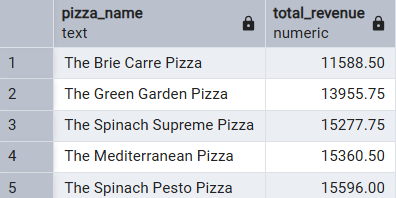 pizza_name total_revenue
text numeric
1 The Brie Carre Pizza 11588.50
2 The Green Garden Pizza 13955.75
3 The Spinach Supreme Pizza 15277.75
4 The Mediterranean Pizza 15360.50
5 The Spinach Pesto Pizza 15596.00